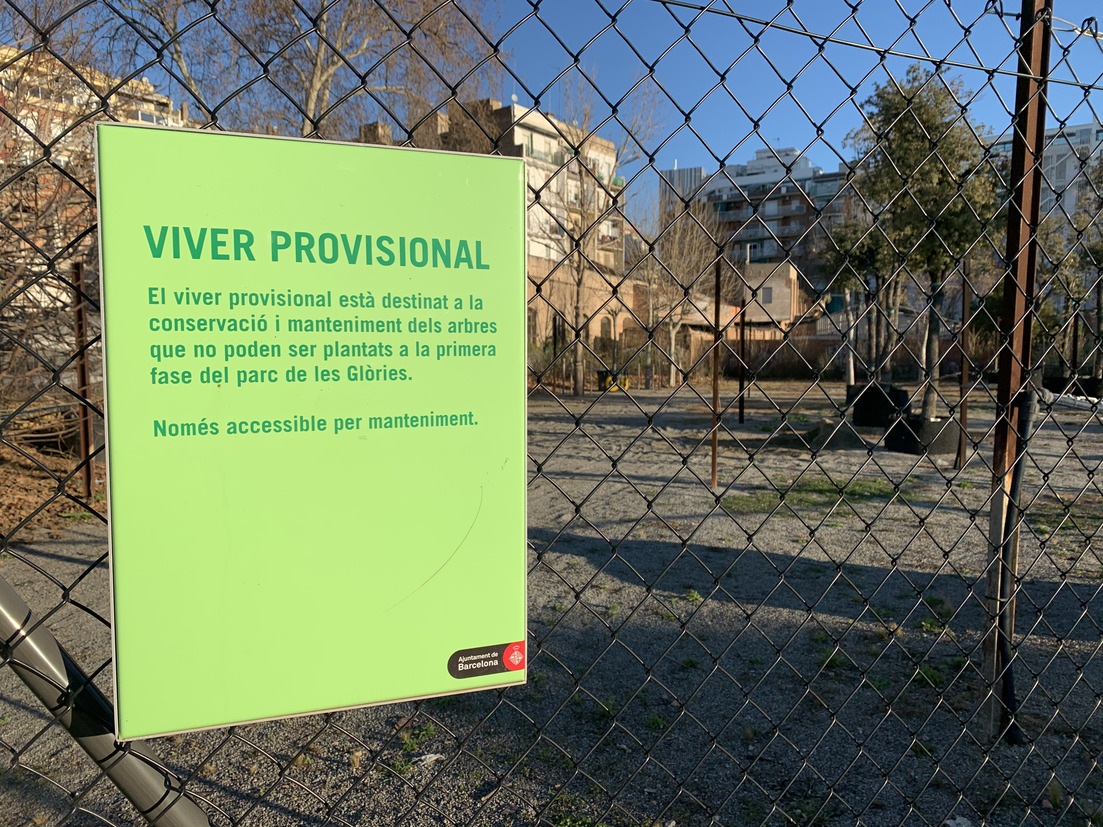 VIVER PROVISIONAL
El viver provisional està destinat a la
conservació i manteniment dels arbres
que no poden ser plantats a la primera
fase del parc de les Glòries.
Només accessible per manteniment.
Ajuntament de
Barcelona